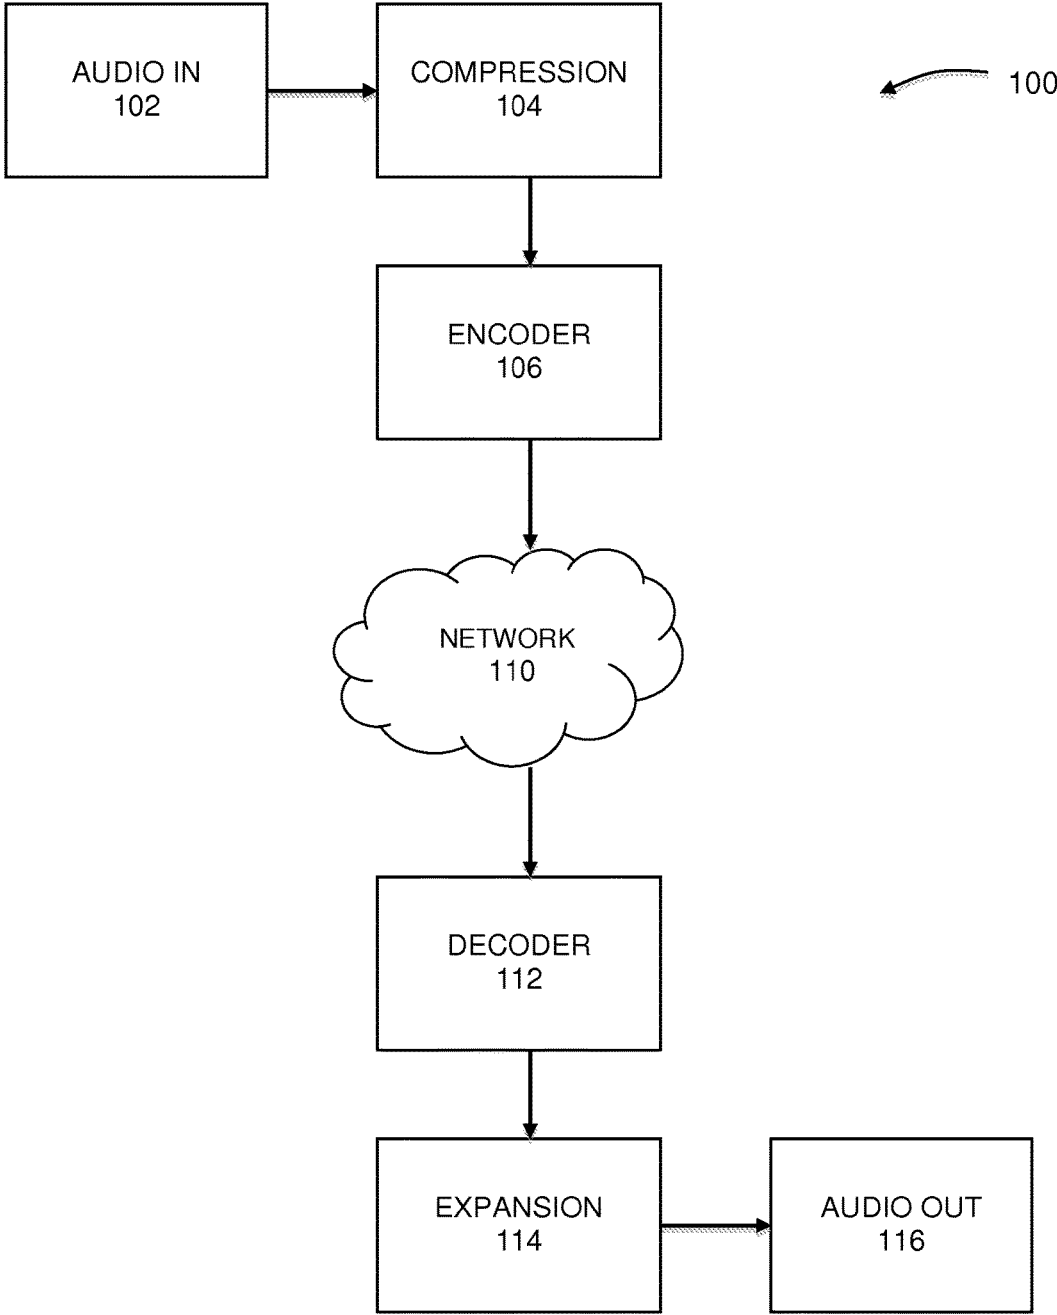 AUDIO IN
102
COMPRESSION
104
100
ENCODER
106
NETWORK
110
DECODER
112
EXPANSION
114
AUDIO OUT
116